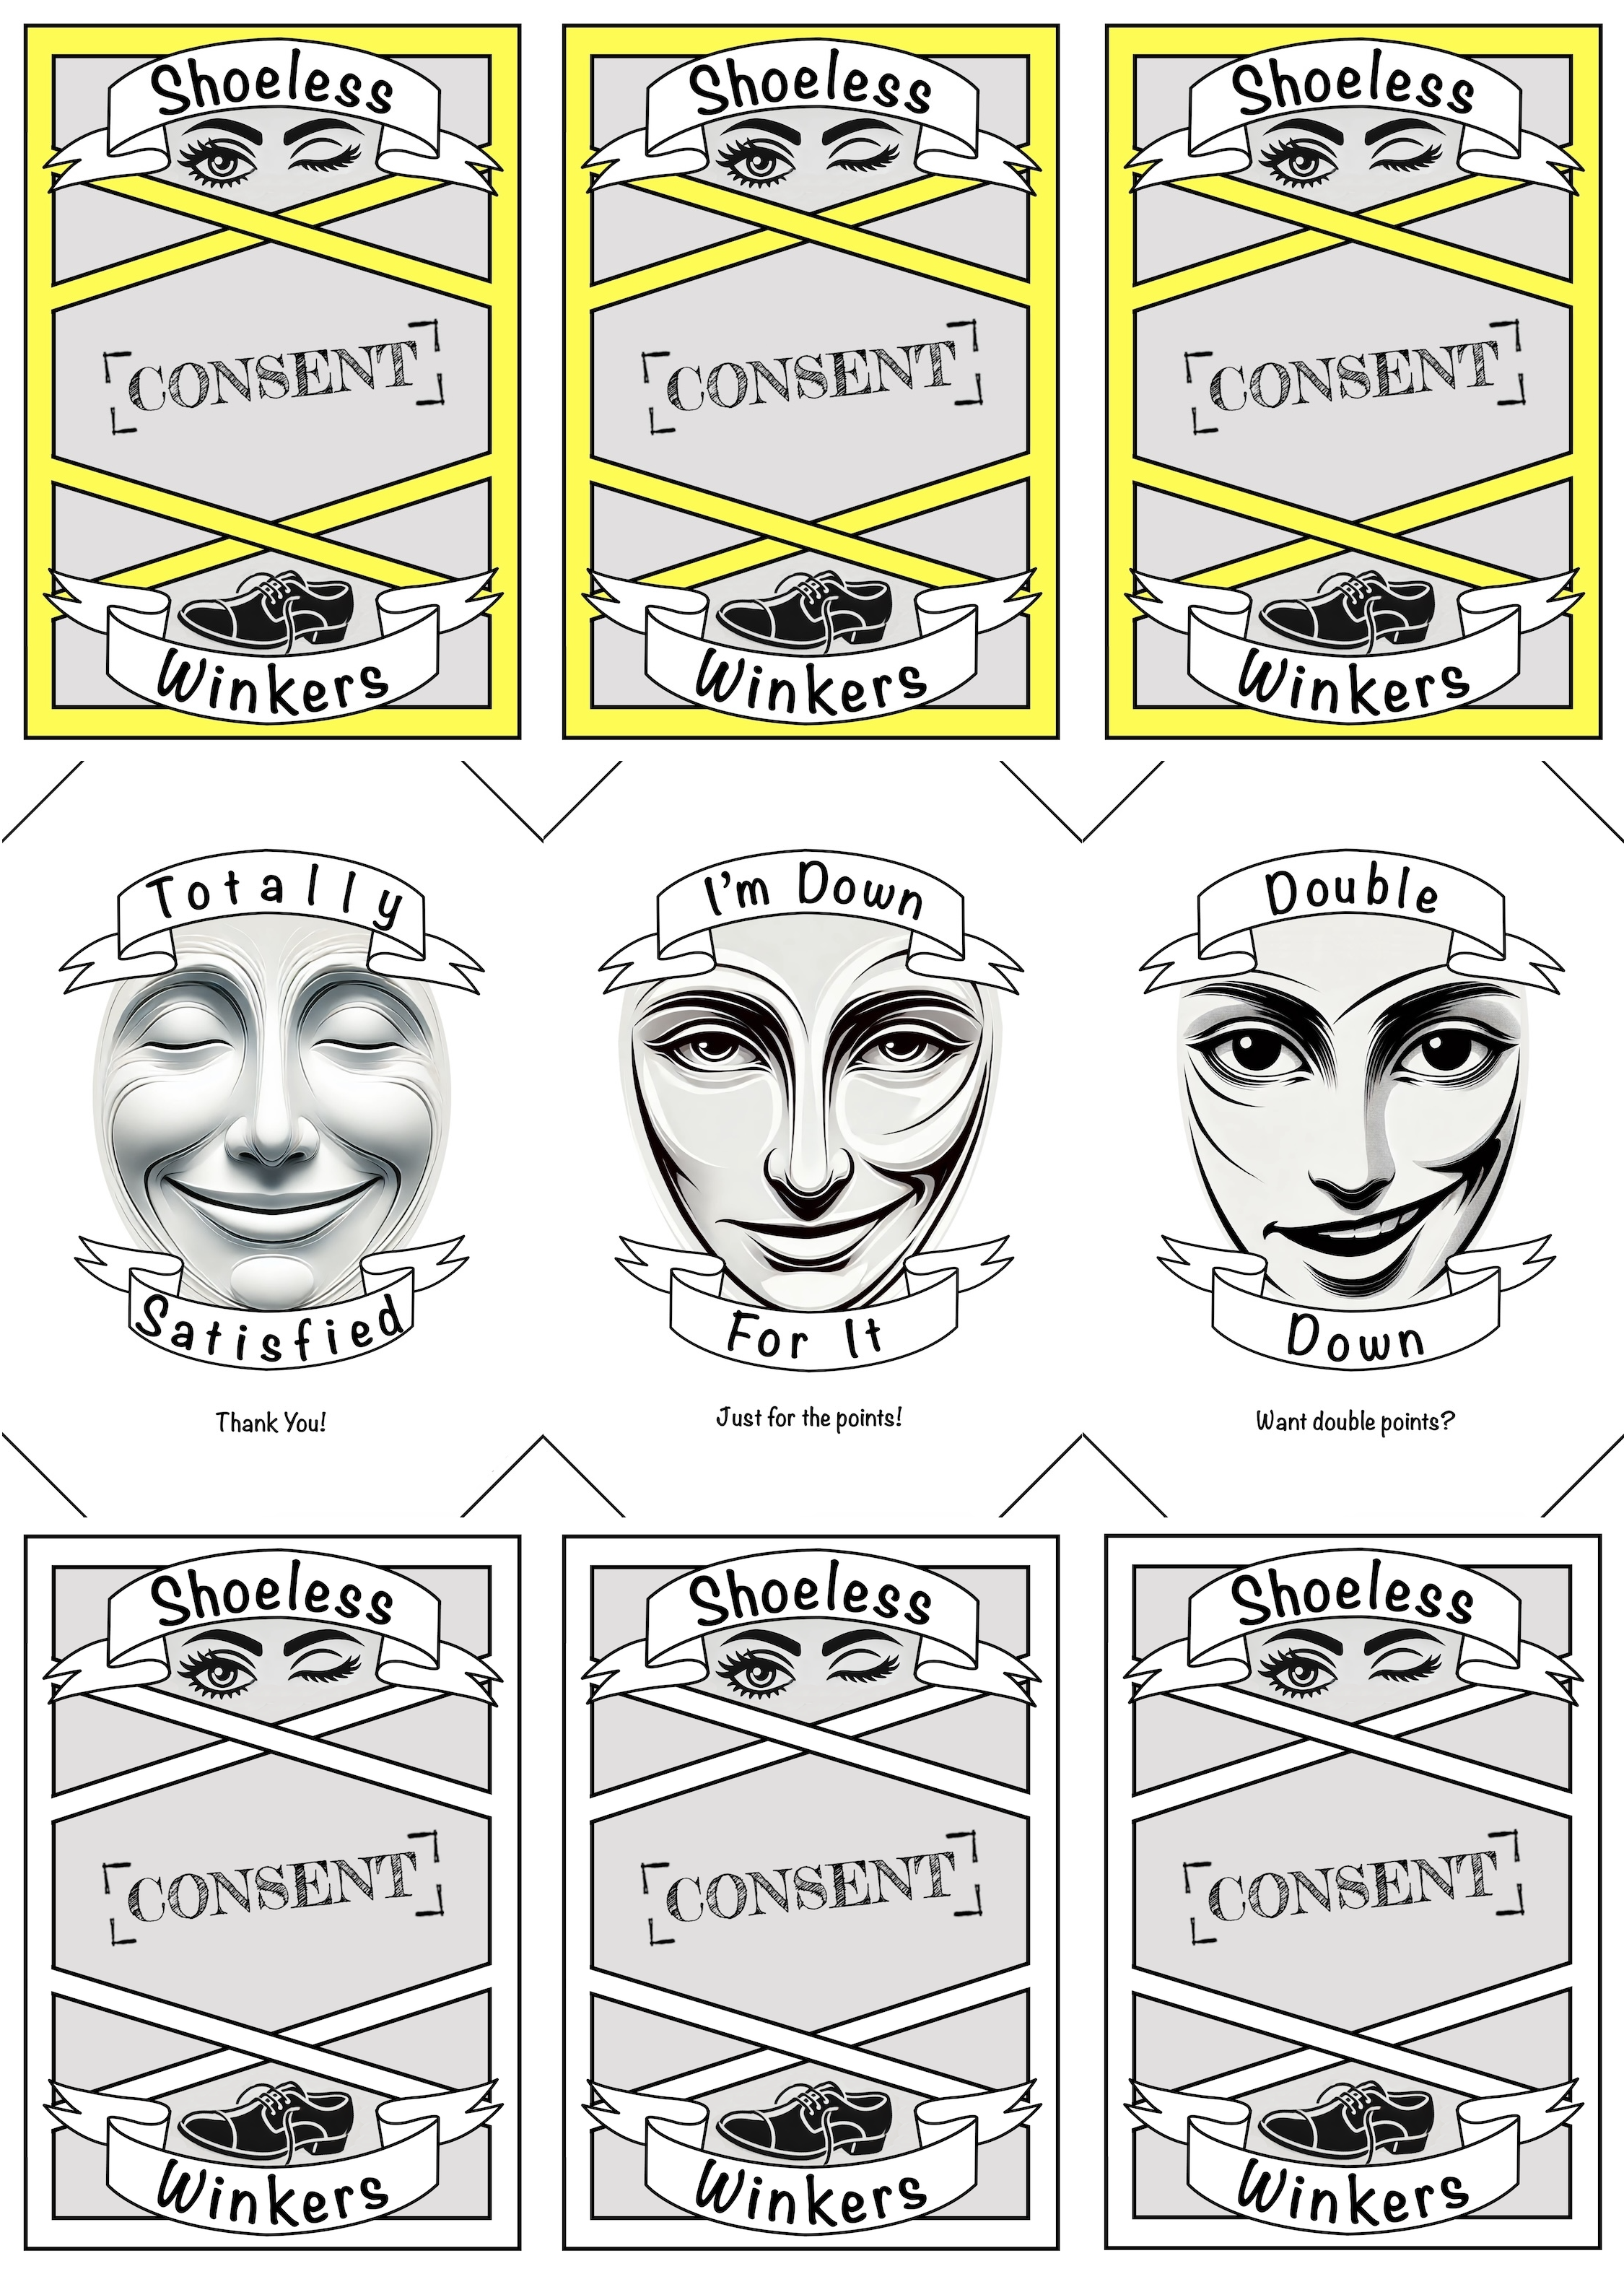 Shoeless
CONSENT
Winkers
Shoeless
CONSENT
Winkers
Shoeless
CONSENT
Winkers
Totally
Satisfied
Thank You!
I'm Down
For It
Just for the points!
Double
Down
Want double points?
Shoeless
CONSENT
Winkers
Shoeless
CONSENT
Winkers
Shoeless
CONSENT
Winkers